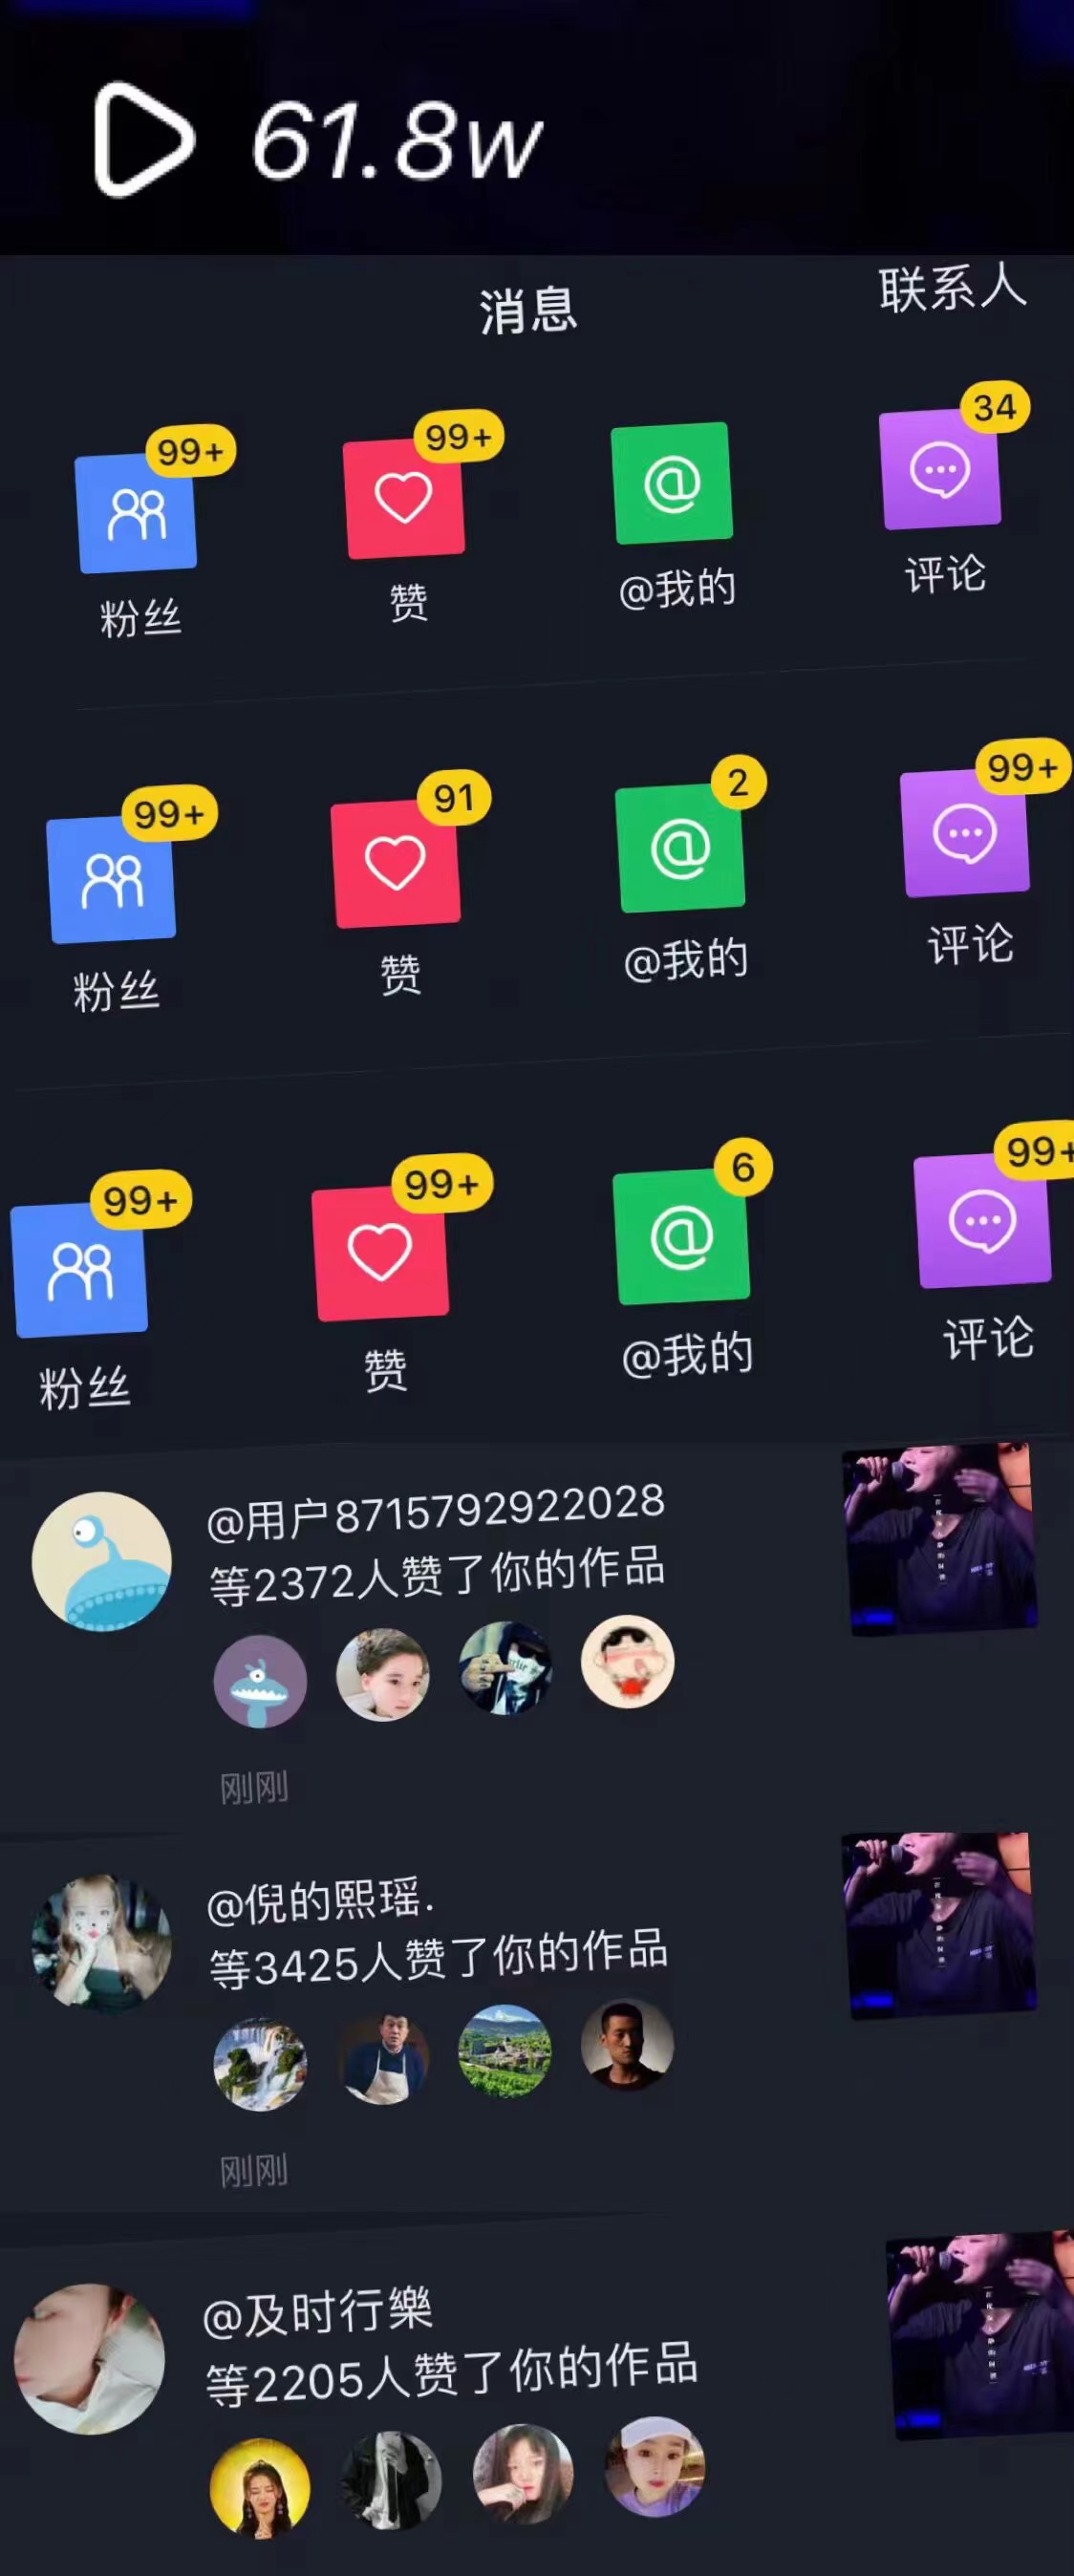 61.8w
消息
联系人
99+
99+
34
粉丝
赞
@我的
评论
99+
91
2
99+
粉丝
赞
@我的
评论
99+
99+
6
99+
粉丝
赞
@我的
评论
@用户8715792922028
等2372人赞了你的作品
刚刚
@倪的熙瑶.
等3425人赞了你的作品
刚刚
@及时行樂
等2205人赞了你的作品